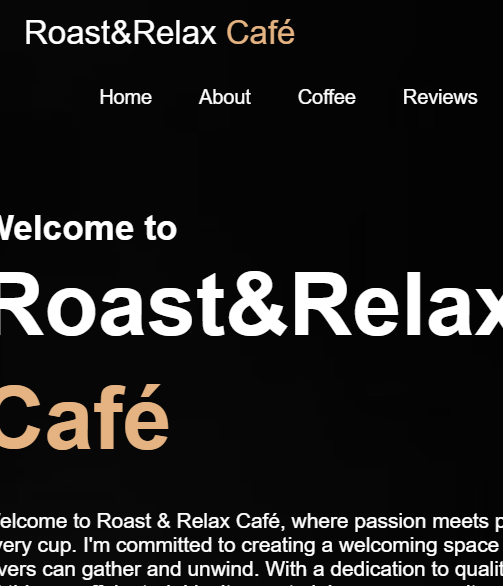 Roast&Relax Café
Home About Coffee Reviews
Welcome to
Roast&Relax
Café
elcome to Roast & Relax Café, where passion meets
very cup. I'm committed to creating a welcoming space
vers can gather and unwind. With a dedication to qualit